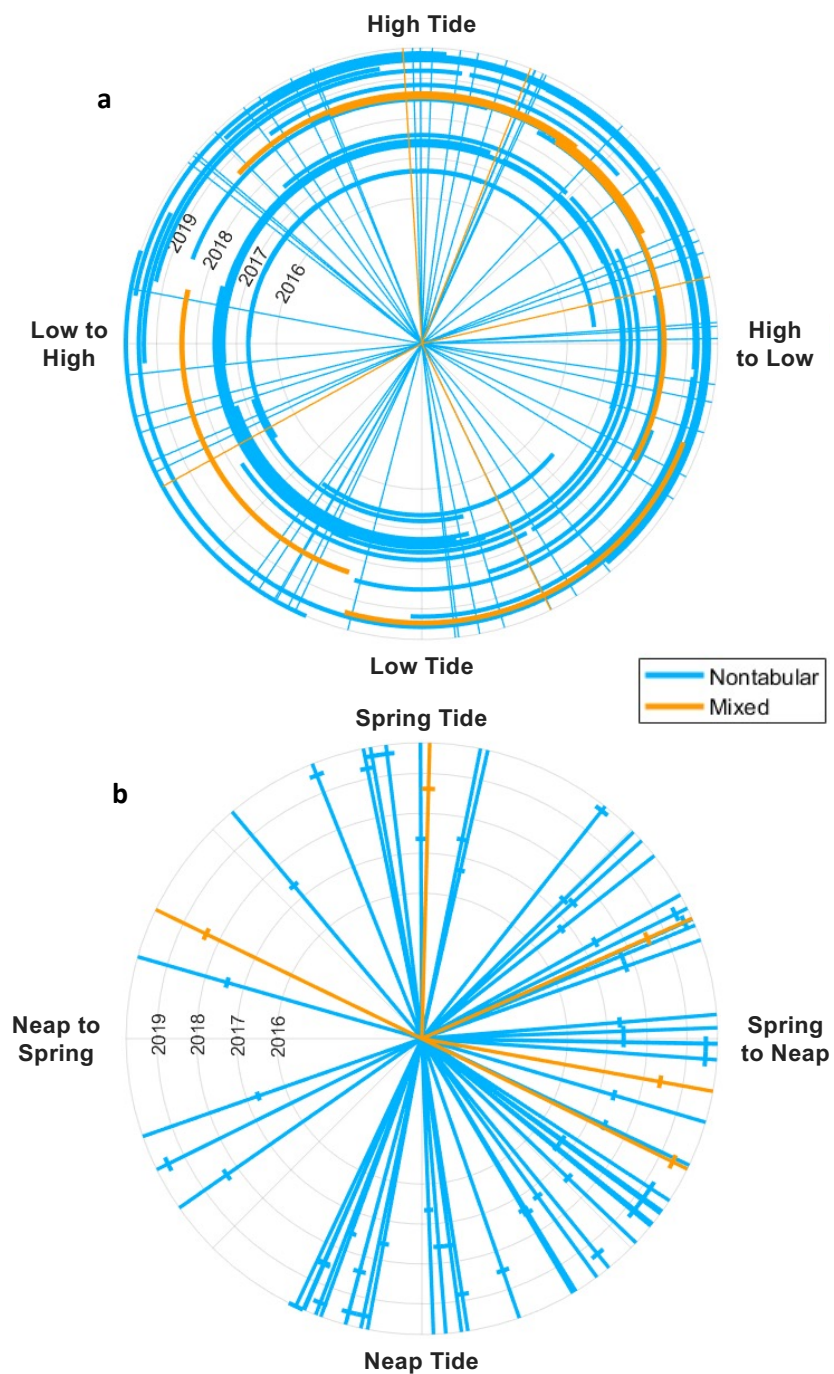 High Tide
a
2019
2018
2017
2016
Low to
High
High
to Low
Low Tide
Nontabular
Mixed
Spring Tide
b
Neap to
Spring
2019
2018
2017
2016
Spring
to Neap
Neap Tide